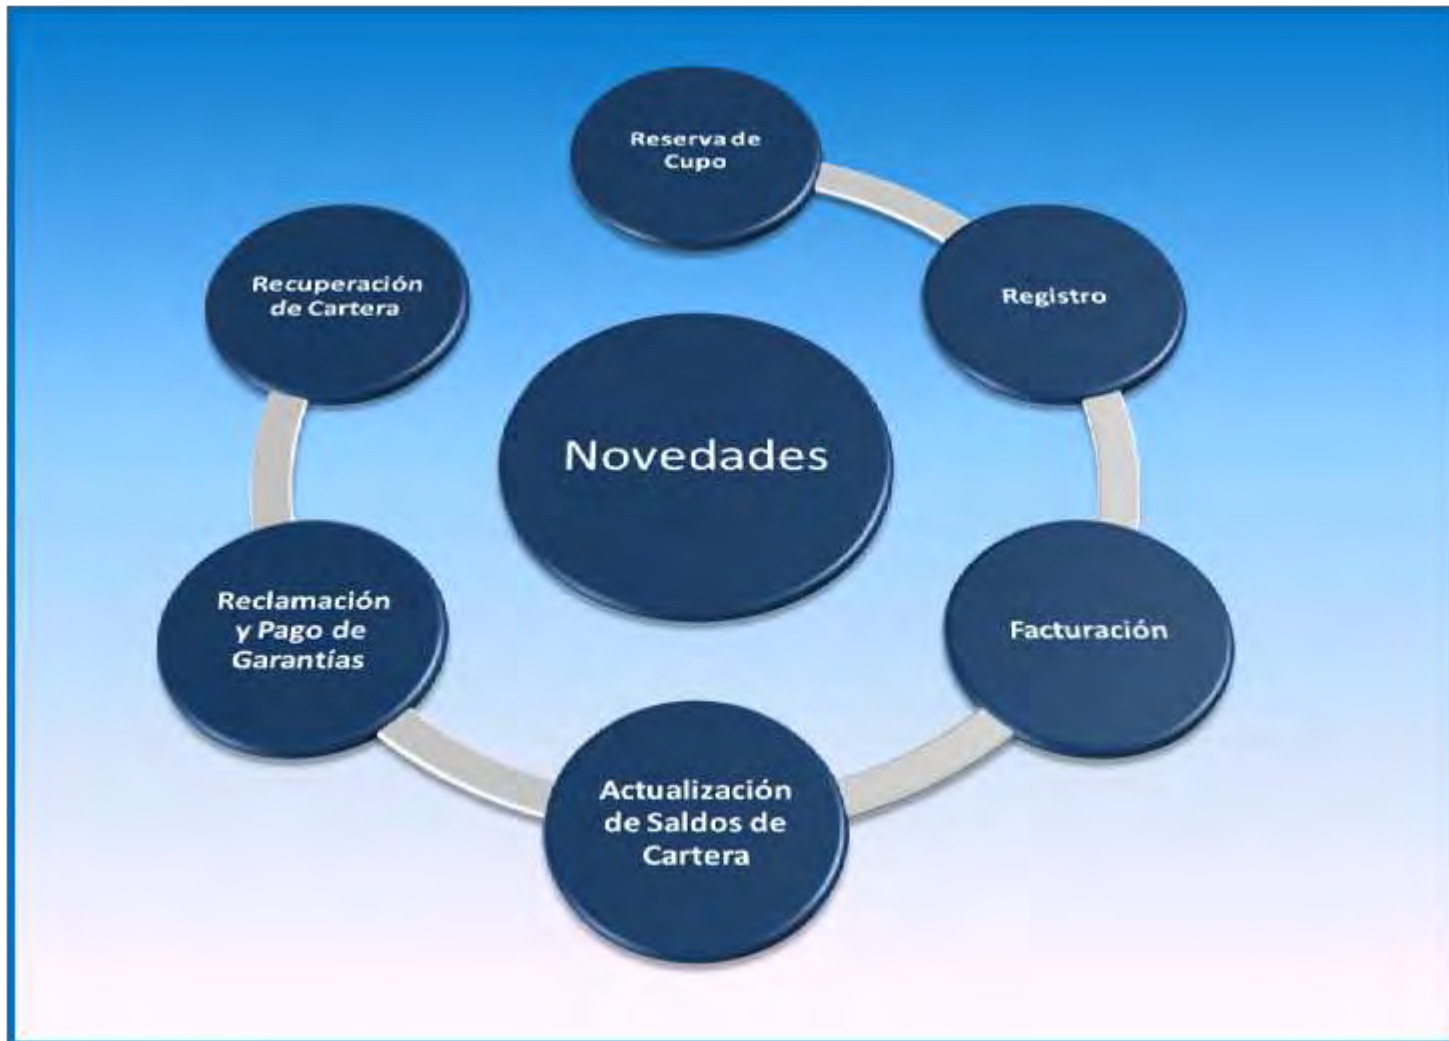 Reserva de
Cupo
Registro
Facturación
Actualización
de Saldos de
Cartera
Reclamación
y Pago de
Garantías
Recuperación
de Cartera
Novedades